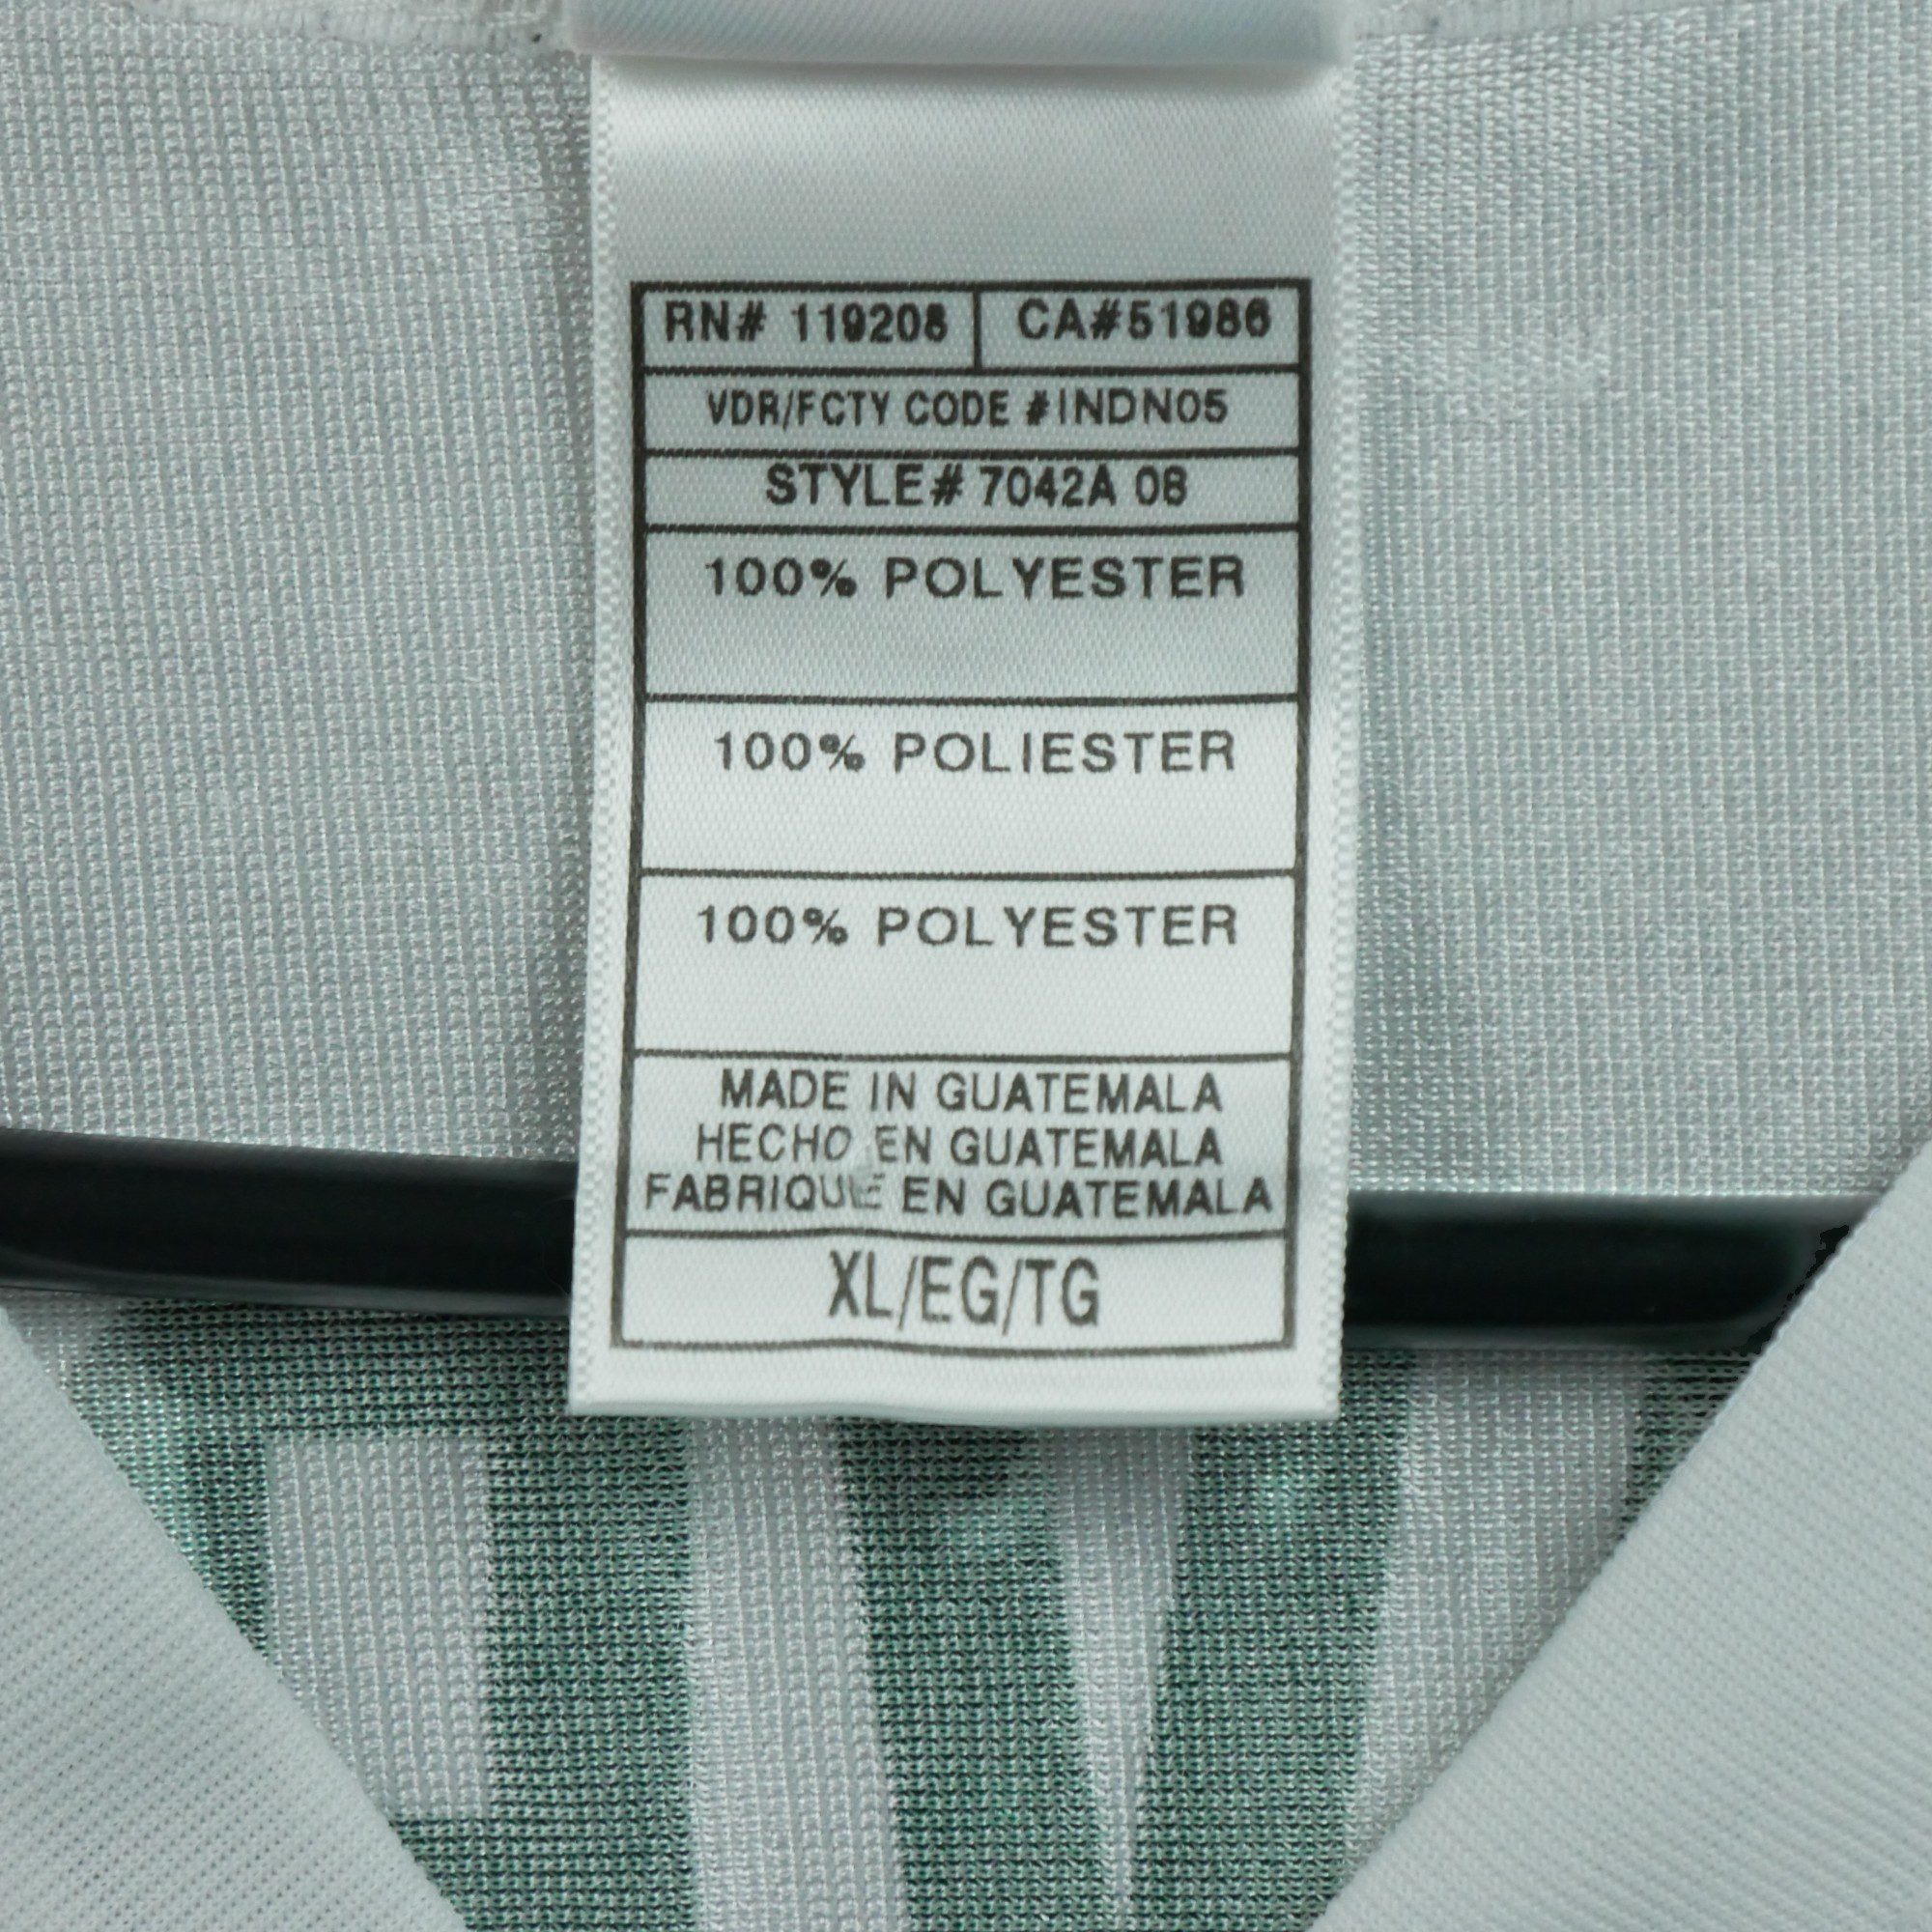 RN# 119208 CA#51986
VDR/FCTY CODE #INDN05
STYLE# 7042A 08
100% POLYESTER
100% POLIESTER
100% POLYESTER
MADE IN GUATEMALA
HECHO EN GUATEMALA
FABRIQUÉ EN GUATEMALA
XL/EG/TG